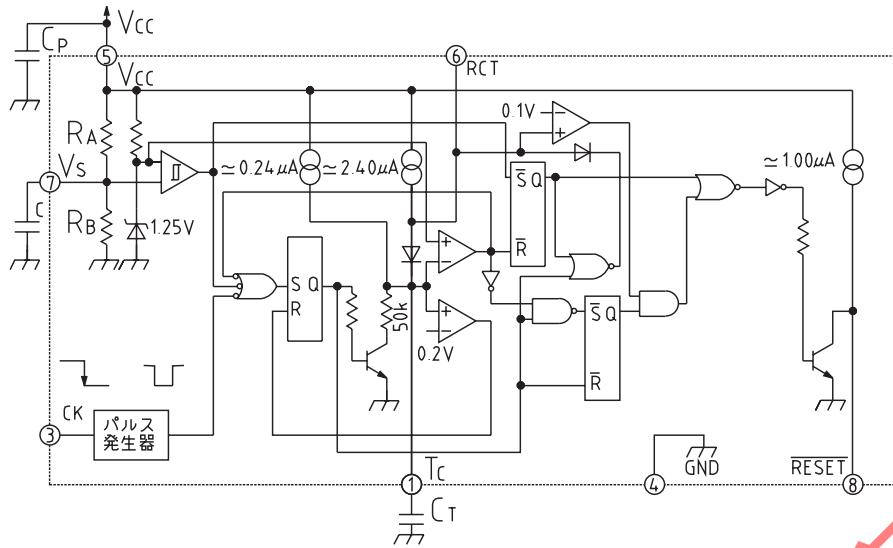 VCC
CP
5
6
RCT
VCC
0.1V
RA
7
VS
≃0.24μA
≃2.40μA
≃1.00μA
S̅ Q
C
RB
1.25V
R̅
S Q
R
50k
S̅ Q
0.2V
R̅
CK
3
パルス
発生器
TC
GND
R̅E̅S̅E̅T̅
1
4
8
CT